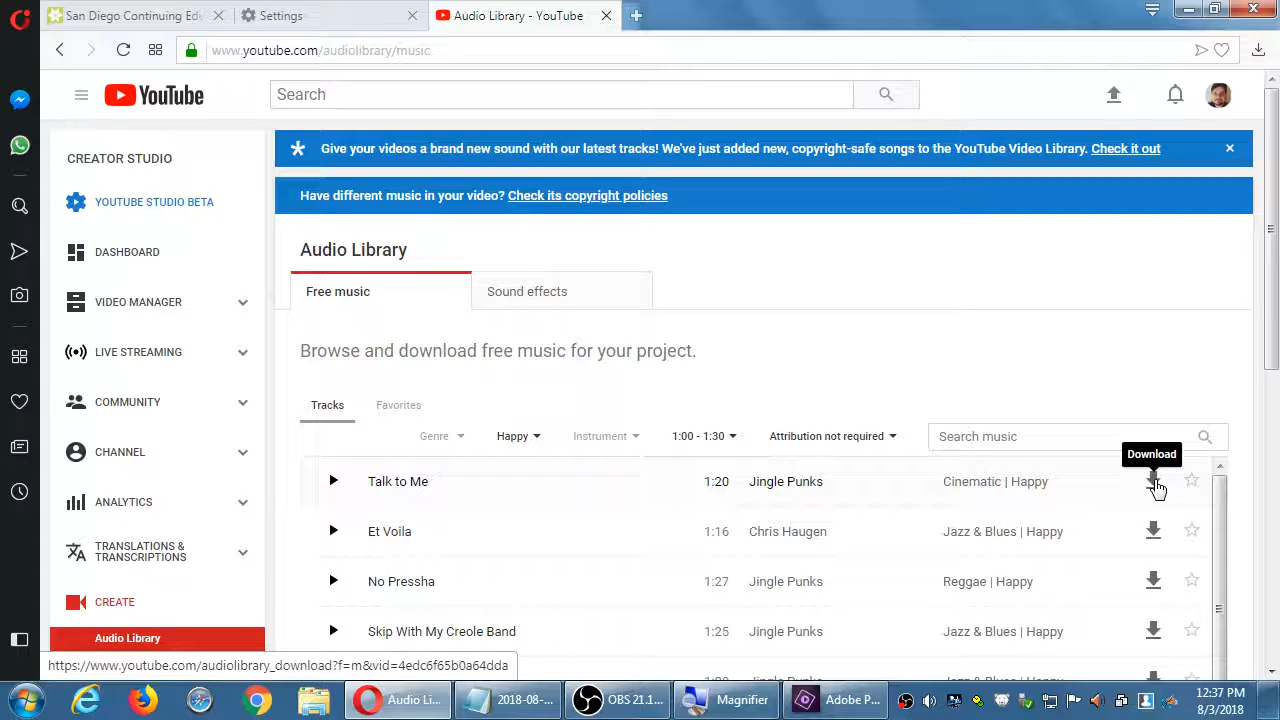 San Diego Continuing Ed
Settings
Audio Library - YouTube
www.youtube.com/audiolibrary/music
YouTube
Search
CREATOR STUDIO
YOUTUBE STUDIO BETA
DASHBOARD
VIDEO MANAGER
LIVE STREAMING
COMMUNITY
CHANNEL
ANALYTICS
TRANSLATIONS &
TRANSCRIPTIONS
CREATE
Audio Library
Give your videos a brand new sound with our latest tracks! We've just added new, copyright-safe songs to the YouTube Video Library. Check it out
Have different music in your video? Check its copyright policies
Audio Library
Free music
Sound effects
Browse and download free music for your project.
Tracks
Favorites
Genre
Happy
Instrument
1:00 - 1:30
Attribution not required
Search music
Download
Talk to Me 1:20 Jingle Punks Cinematic | Happy
Et Voila 1:16 Chris Haugen Jazz & Blues | Happy
No Pressha 1:27 Jingle Punks Reggae | Happy
Skip With My Creole Band 1:25 Jingle Punks Jazz & Blues | Happy
https://www.youtube.com/audiolibrary_download?f=m&vid=4edc6f65b0a64dda
Audio Li...
2018-08-...
OBS 21.1...
Magnifier
Adobe P...
12:37 PM
8/3/2018